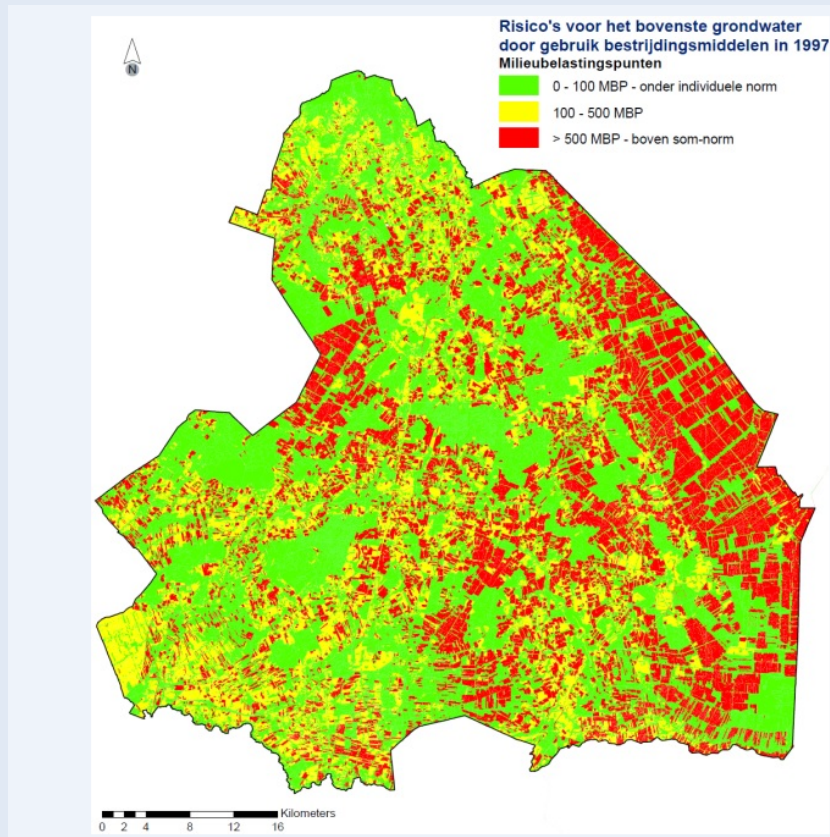 Risico's voor het bovenste grondwater
door gebruik bestrijdingsmiddelen in 1997
Milieubelastingspunten
0 - 100 MBP - onder individuele norm
100 - 500 MBP
> 500 MBP - boven som-norm
N
Kilometers
0 2 4 8 12 16